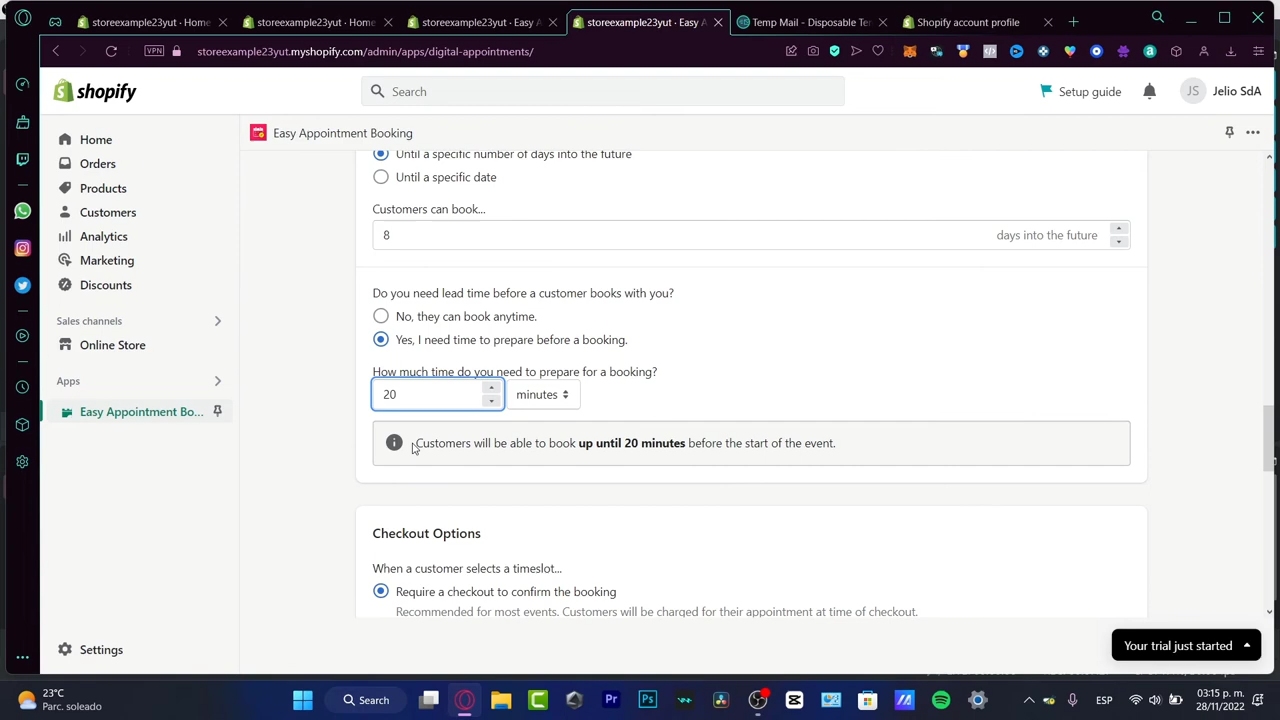 storeexample23yut · Home
storeexample23yut · Home
storeexample23yut · Easy A
storeexample23yut · Easy A
Temp Mail - Disposable Te
Shopify account profile
VPN
storeexample23yut.myshopify.com/admin/apps/digital-appointments/
shopify
Search
Setup guide
JS
Jelio SdA
Home
Orders
Products
Customers
Analytics
Marketing
Discounts
Sales channels
Online Store
Apps
Easy Appointment Bo...
Settings
Easy Appointment Booking
Until a specific number of days into the future
Until a specific date
Customers can book...
8
days into the future
Do you need lead time before a customer books with you?
No, they can book anytime.
Yes, I need time to prepare before a booking.
How much time do you need to prepare for a booking?
20
minutes
Customers will be able to book up until 20 minutes before the start of the event.
Checkout Options
When a customer selects a timeslot...
Require a checkout to confirm the booking
Recommended for most events. Customers will be charged for their appointment at time of checkout.
Your trial just started
23°C
Parc. soleado
Search
Pr
Ps
ESP
03:15 p. m.
28/11/2022